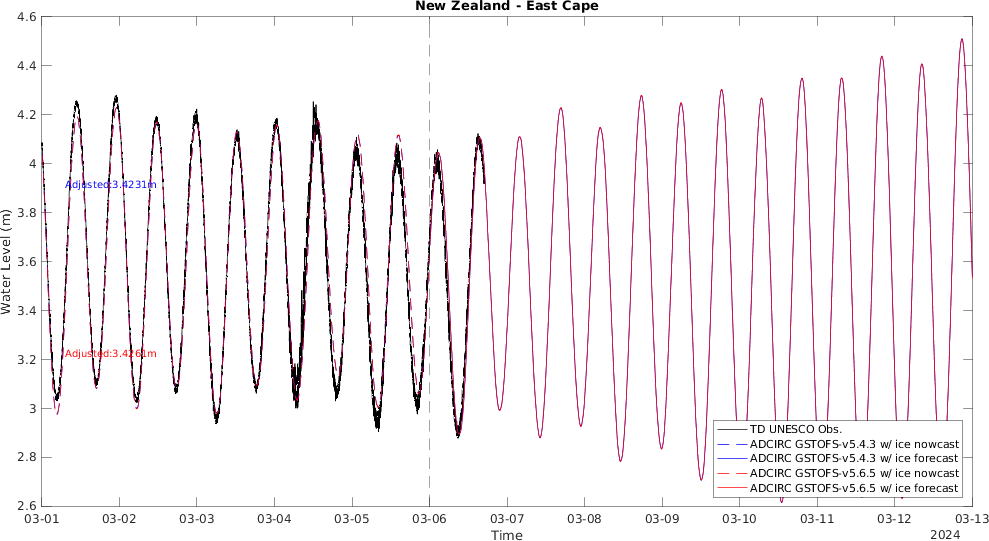 New Zealand - East Cape
4.6
4.4
4.2
4
3.8
3.6
3.4
3.2
3
2.8
2.6
Water Level (m)
Adjusted:3.4231m
Adjusted:3.4261m
TD UNESCO Obs.
ADCIRC GSTOFS-v5.4.3 w/ ice nowcast
ADCIRC GSTOFS-v5.4.3 w/ ice forecast
ADCIRC GSTOFS-v5.6.5 w/ ice nowcast
ADCIRC GSTOFS-v5.6.5 w/ ice forecast
03-01 03-02 03-03 03-04 03-05 03-06 03-07 03-08 03-09 03-10 03-11 03-12 03-13
Time
2024